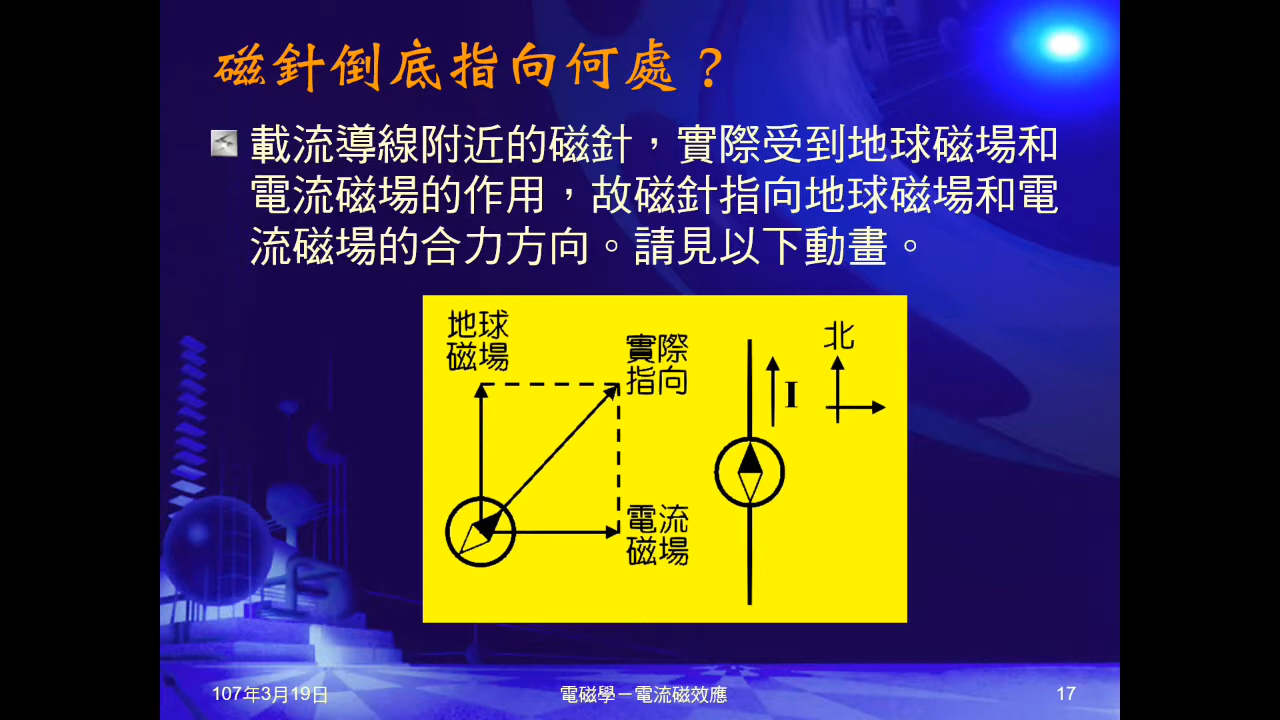 磁針倒底指向何處？
載流導線附近的磁針，實際受到地球磁場和
電流磁場的作用，故磁針指向地球磁場和電
流磁場的合力方向。請見以下動畫。
地球
磁場
實際
指向
電流
磁場
I
北
107年3月19日
電磁學－電流磁效應
17